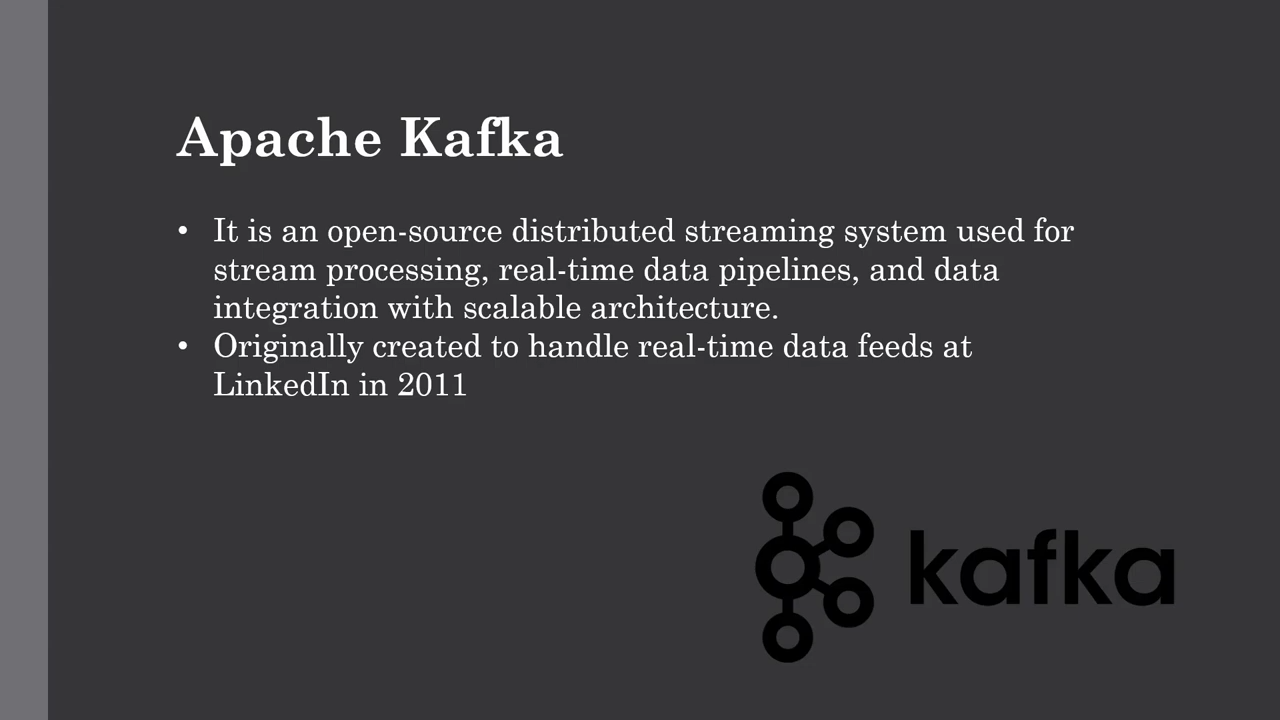 Apache Kafka
• It is an open-source distributed streaming system used for
stream processing, real-time data pipelines, and data
integration with scalable architecture.
• Originally created to handle real-time data feeds at
LinkedIn in 2011
kafka